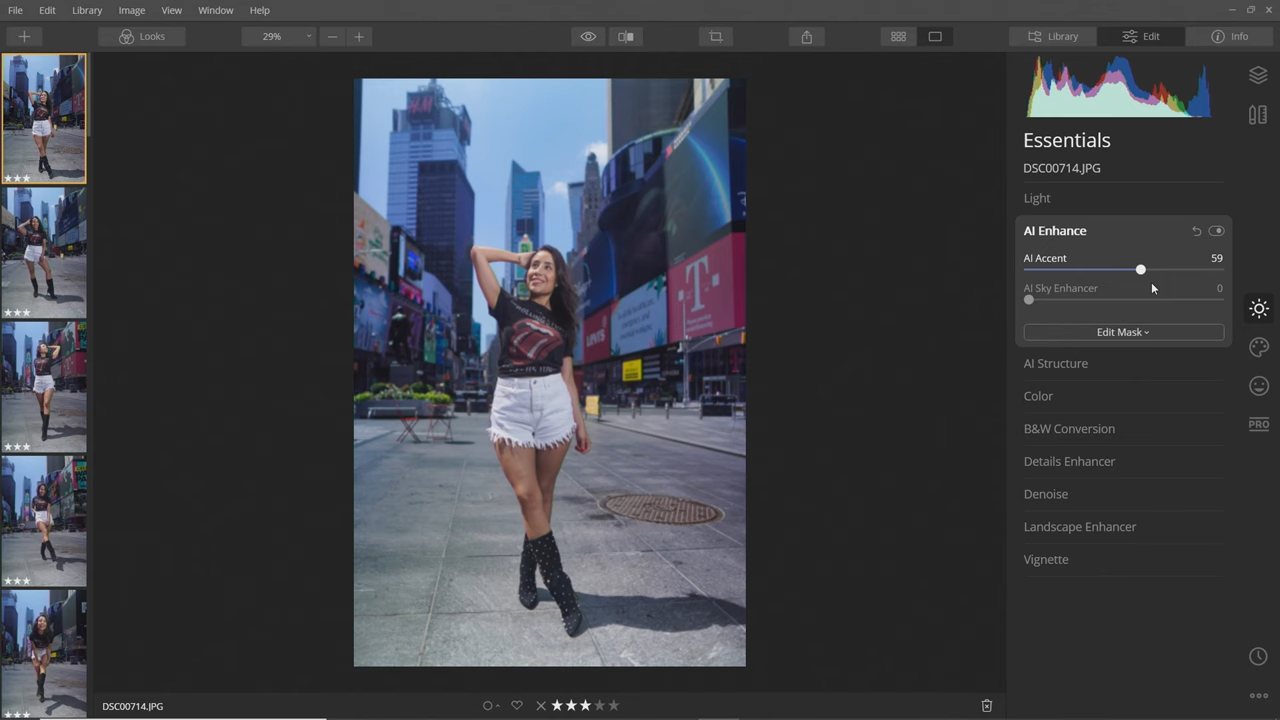 File Edit Library Image View Window Help
Looks 29% Library Edit Info
Essentials
DSC00714.JPG
Light
AI Enhance
AI Accent 59
AI Sky Enhancer 0
Edit Mask
AI Structure
Color
B&W Conversion
Details Enhancer
Denoise
Landscape Enhancer
Vignette
PRO
H&M
T
LEVI'S
DSC00714.JPG